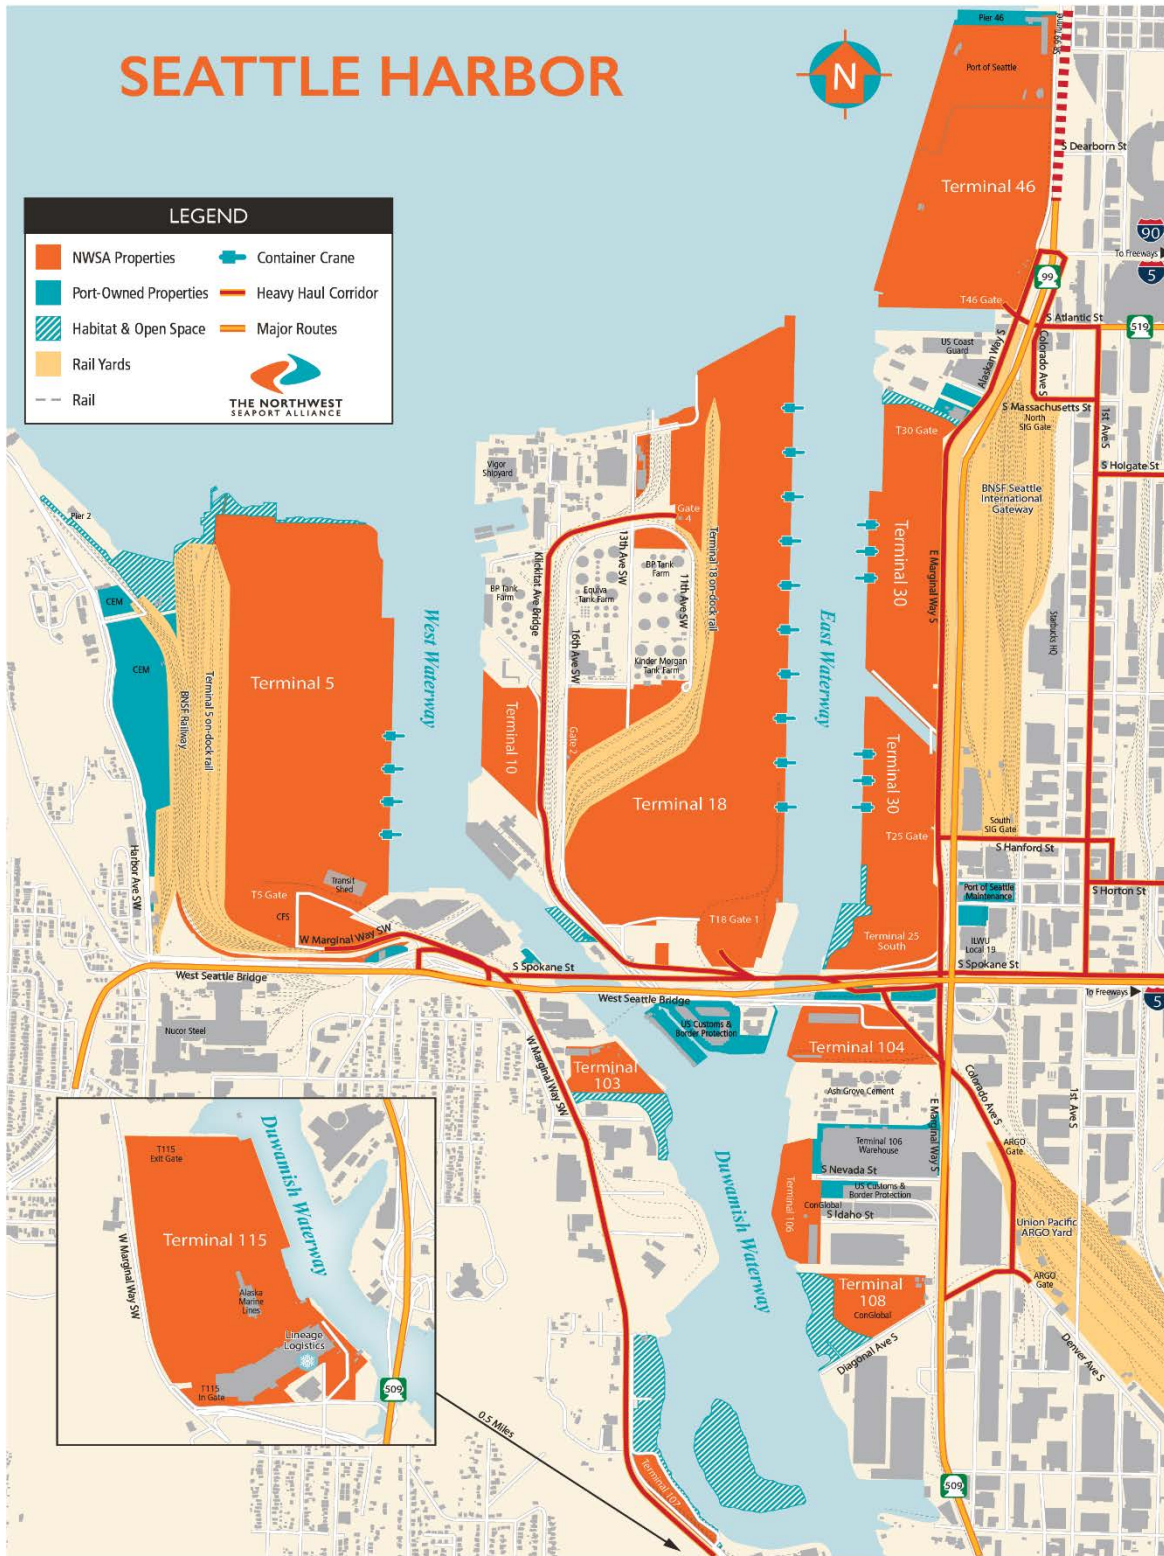 SEATTLE HARBOR
N
LEGEND
NWSA Properties
Port-Owned Properties
Habitat & Open Space
Rail Yards
Rail
Container Crane
Heavy Haul Corridor
Major Routes
THE NORTHWEST
SEAPORT ALLIANCE
Pier 46
SR 99 Tunnel
Port of Seattle
S Dearborn St
Terminal 46
90
To Freeways
5
99
T46 Gate
S Atlantic St
519
US Coast
Guard
Alaskan Way S
Colorado Ave S
S Massachusetts St
North
SIG Gate
1st Ave S
T30 Gate
S Holgate St
BNSF Seattle
International
Gateway
Vigor
Shipyard
Pier 2
Gate
4
Terminal 18 on-dock rail
13th Ave SW
BP Tank
Farm
11th Ave SW
Klickitat Ave Bridge
BP Tank
Farm
Equiva
Tank Farm
16th Ave SW
Kinder Morgan
Tank Farm
Terminal 30
E Marginal Way S
Starbucks HQ
CEM
CEM
West Waterway
East Waterway
Terminal 5
Terminal 5 on-dock rail
BNSF Railway
Terminal 10
Gate 2
Terminal 18
Terminal 30
South
SIG Gate
T25 Gate
S Hanford St
Harbor Ave SW
Transit
Shed
T5 Gate
CFS
W Marginal Way SW
T18 Gate 1
Port of Seattle
Maintenance
S Horton St
Terminal 25
South
ILWU
Local 19
S Spokane St
S Spokane St
West Seattle Bridge
West Seattle Bridge
To Freeways
5
Nucor Steel
US Customs &
Border Protection
W Marginal Way SW
Terminal
103
Terminal 104
Colorado Ave S
Ash Grove Cement
E Marginal Way S
1st Ave S
Terminal 106
Warehouse
ARGO
Gate
S Nevada St
US Customs &
Border Protection
Terminal 106
ConGlobal
S Idaho St
Union Pacific
ARGO Yard
Duwamish Waterway
ARGO
Gate
Terminal
108
ConGlobal
Diagonal Ave S
Denver Ave S
T115
Exit Gate
Duwamish Waterway
Terminal 115
W Marginal Way SW
Alaska
Marine
Lines
Lineage
Logistics
T115
In Gate
509
0.5 Miles
Terminal 107
509